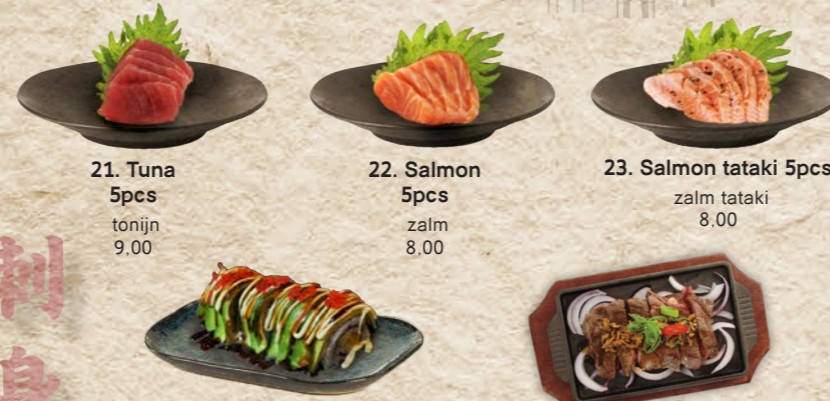 21. Tuna
5pcs
tonijn
9,00
22. Salmon
5pcs
zalm
8,00
23. Salmon tataki 5pcs
zalm tataki
8,00
刺
身